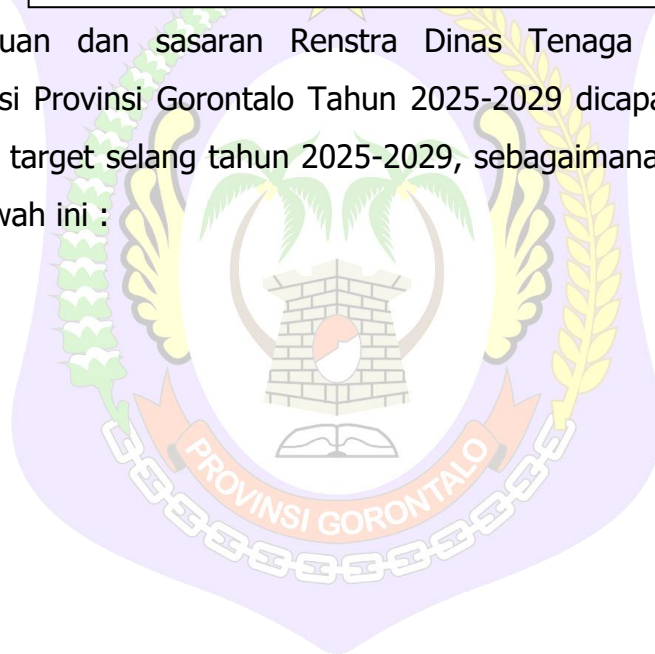 uan dan sasaran Renstra Dinas Tenaga
si Provinsi Gorontalo Tahun 2025-2029 dicapa
target selang tahun 2025-2029, sebagaimana
wah ini :
PROVINSI GORONTALO